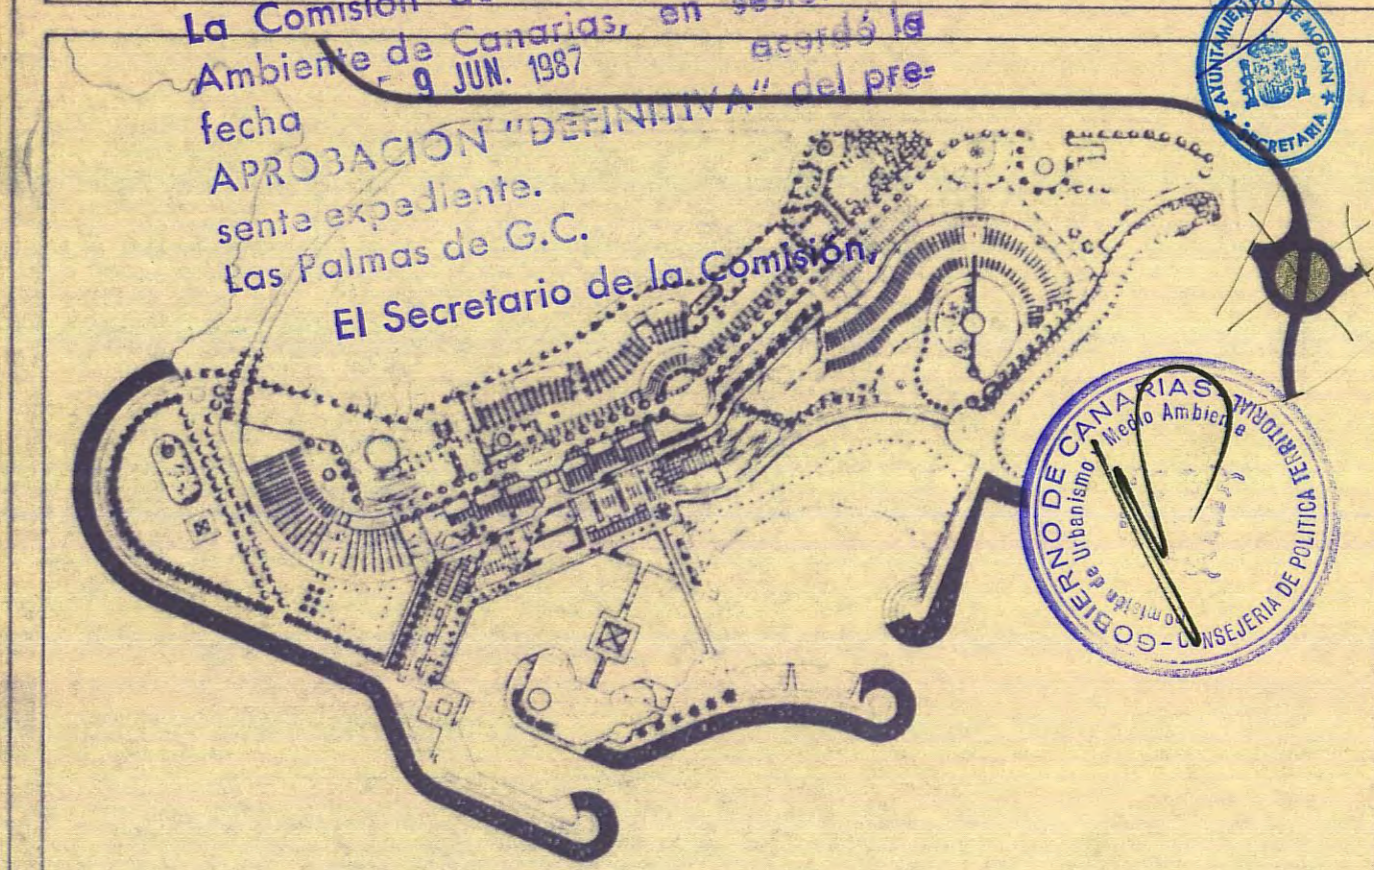 La Comisión
Ambiente de Canarias, en
fecha 9 JUN. 1987 acordó la
APROBACION "DEFINITIVA" del pre-
sente expediente.
Las Palmas de G.C.
El Secretario de la Comisión,
AYUNTAMIENTO DE MOGAN
SECRETARIA
GOBIERNO DE CANARIAS
CONSEJERIA DE POLITICA TERRITORIAL
Comisión de Urbanismo y Medio Ambiente